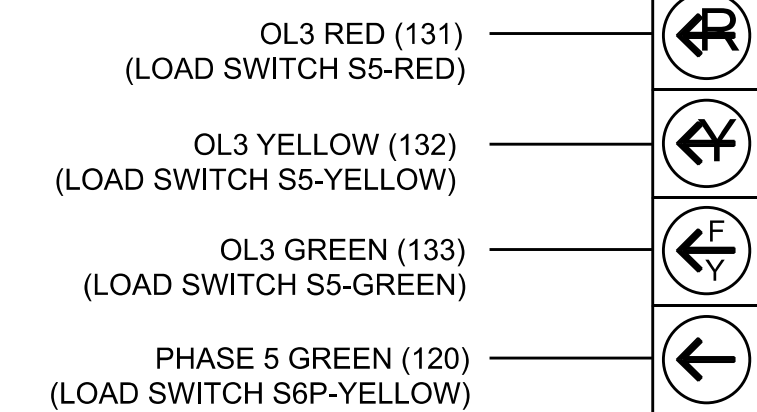 OL3 RED (131)
(LOAD SWITCH S5-RED)
R
OL3 YELLOW (132)
(LOAD SWITCH S5-YELLOW)
Y
OL3 GREEN (133)
(LOAD SWITCH S5-GREEN)
F
Y
PHASE 5 GREEN (120)
(LOAD SWITCH S6P-YELLOW)